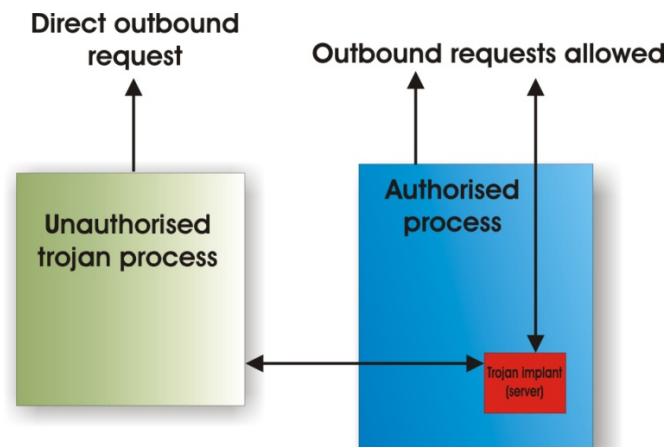 Direct outbound
request
Outbound requests allowed
Unauthorised
trojan process
Authorised
process
Trojan implant
(server)